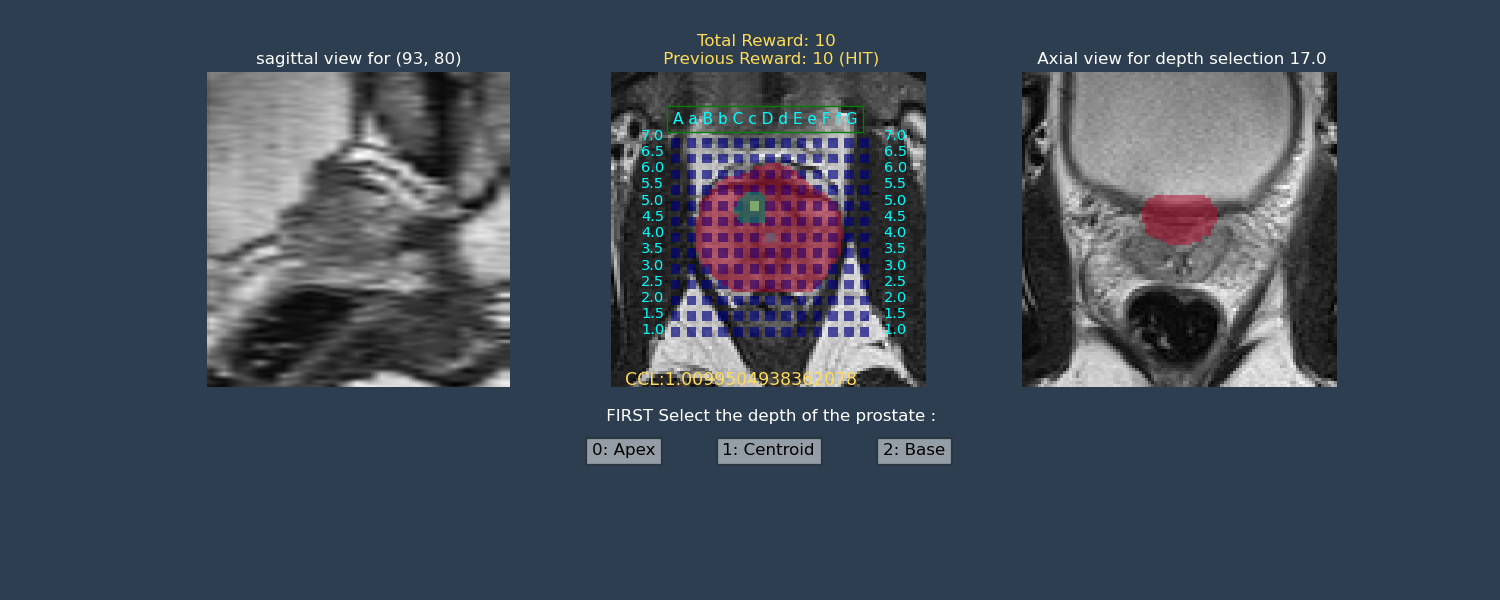 Total Reward: 10
sagittal view for (93, 80)
Previous Reward: 10 (HIT)
Axial view for depth selection 17.0
A a B b C c D d E e F f G
7.0 7.0
6.5 6.5
6.0 6.0
5.5 5.5
5.0 5.0
4.5 4.5
4.0 4.0
3.5 3.5
3.0 3.0
2.5 2.5
2.0 2.0
1.5 1.5
1.0 1.0
CCL:1.0099504938362078
FIRST Select the depth of the prostate :
0: Apex
1: Centroid
2: Base